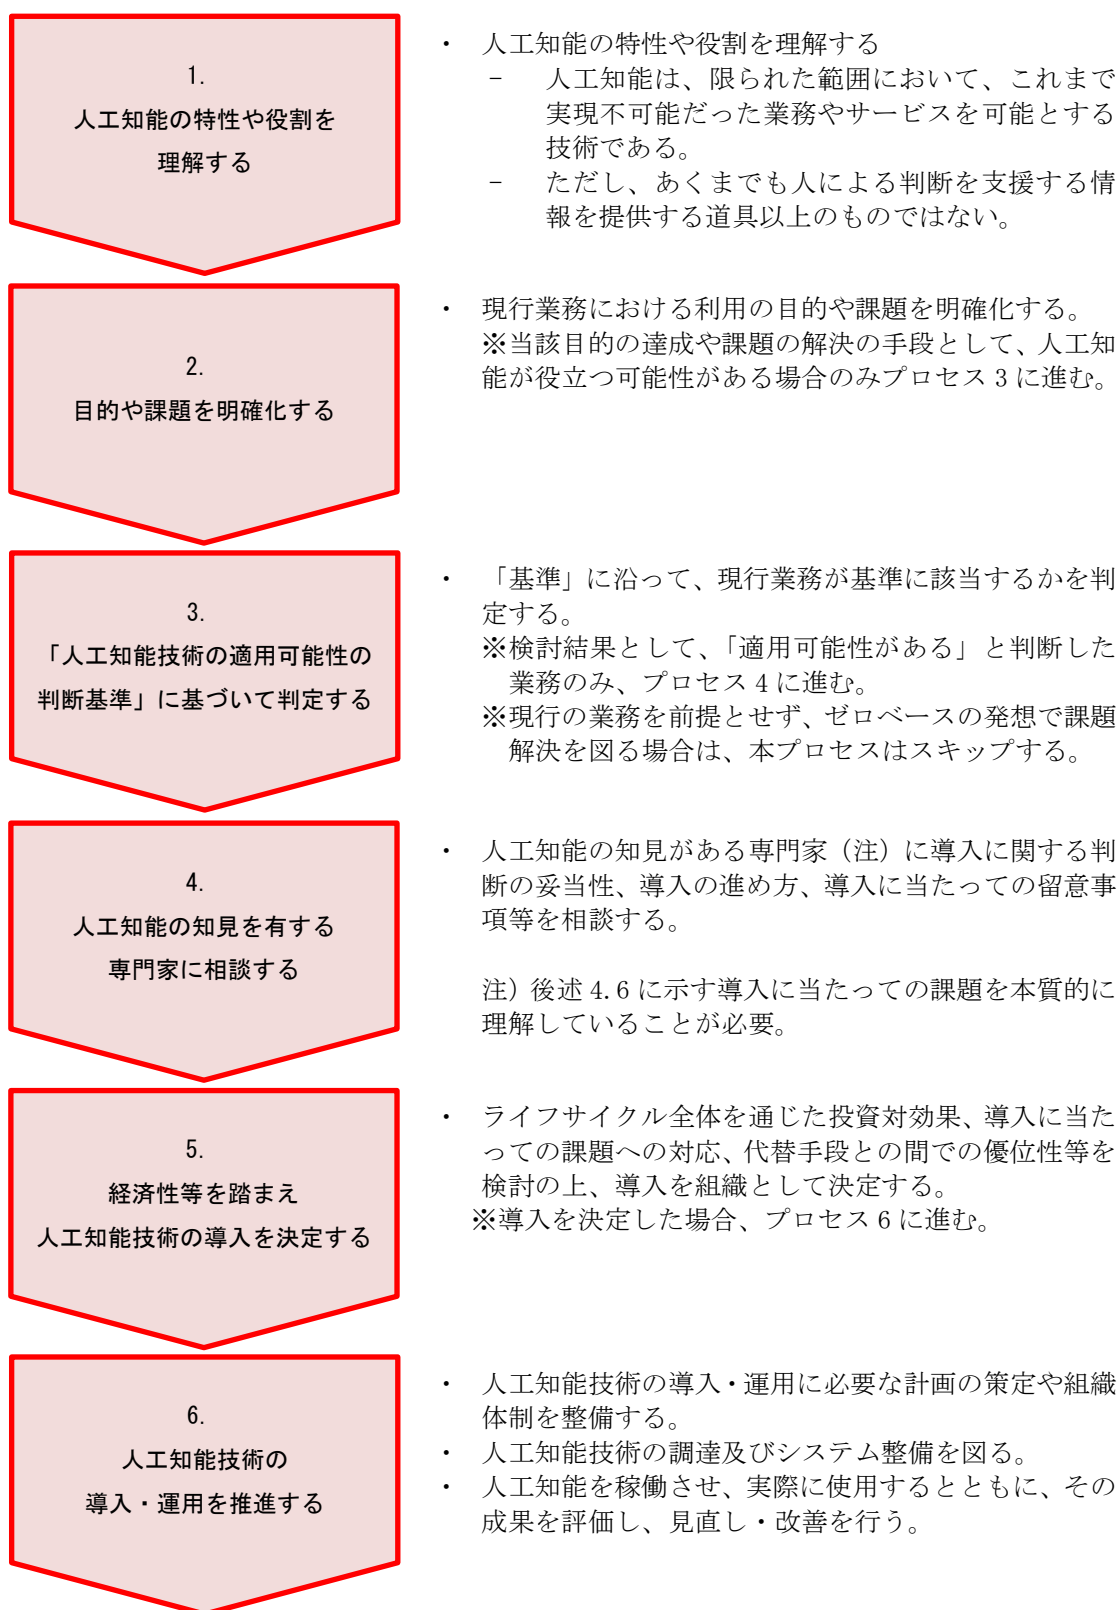 1.
人工知能の特性や役割を
理解する
・ 人工知能の特性や役割を理解する
－ 人工知能は、限られた範囲において、これまで
実現不可能だった業務やサービスを可能とする
技術である。
－ ただし、あくまでも人による判断を支援する情
報を提供する道具以上のものではない。
2.
目的や課題を明確化する
・ 現行業務における利用の目的や課題を明確化する。
※当該目的の達成や課題の解決の手段として、人工知
能が役立つ可能性がある場合のみプロセス 3 に進む。
3.
「人工知能技術の適用可能性の
判断基準」に基づいて判定する
・ 「基準」に沿って、現行業務が基準に該当するかを判
定する。
※検討結果として、「適用可能性がある」と判断した
業務のみ、プロセス 4 に進む。
※現行の業務を前提とせず、ゼロベースの発想で課題
解決を図る場合は、本プロセスはスキップする。
4.
人工知能の知見を有する
専門家に相談する
・ 人工知能の知見がある専門家（注）に導入に関する判
断の妥当性、導入の進め方、導入に当たっての留意事
項等を相談する。
注）後述 4.6 に示す導入に当たっての課題を本質的に
理解していることが必要。
5.
経済性等を踏まえ
人工知能技術の導入を決定する
・ ライフサイクル全体を通じた投資対効果、導入に当た
っての課題への対応、代替手段との間での優位性等を
検討の上、導入を組織として決定する。
※導入を決定した場合、プロセス 6 に進む。
6.
人工知能技術の
導入・運用を推進する
・ 人工知能技術の導入・運用に必要な計画の策定や組織
体制を整備する。
・ 人工知能技術の調達及びシステム整備を図る。
・ 人工知能を稼働させ、実際に使用するとともに、その
成果を評価し、見直し・改善を行う。